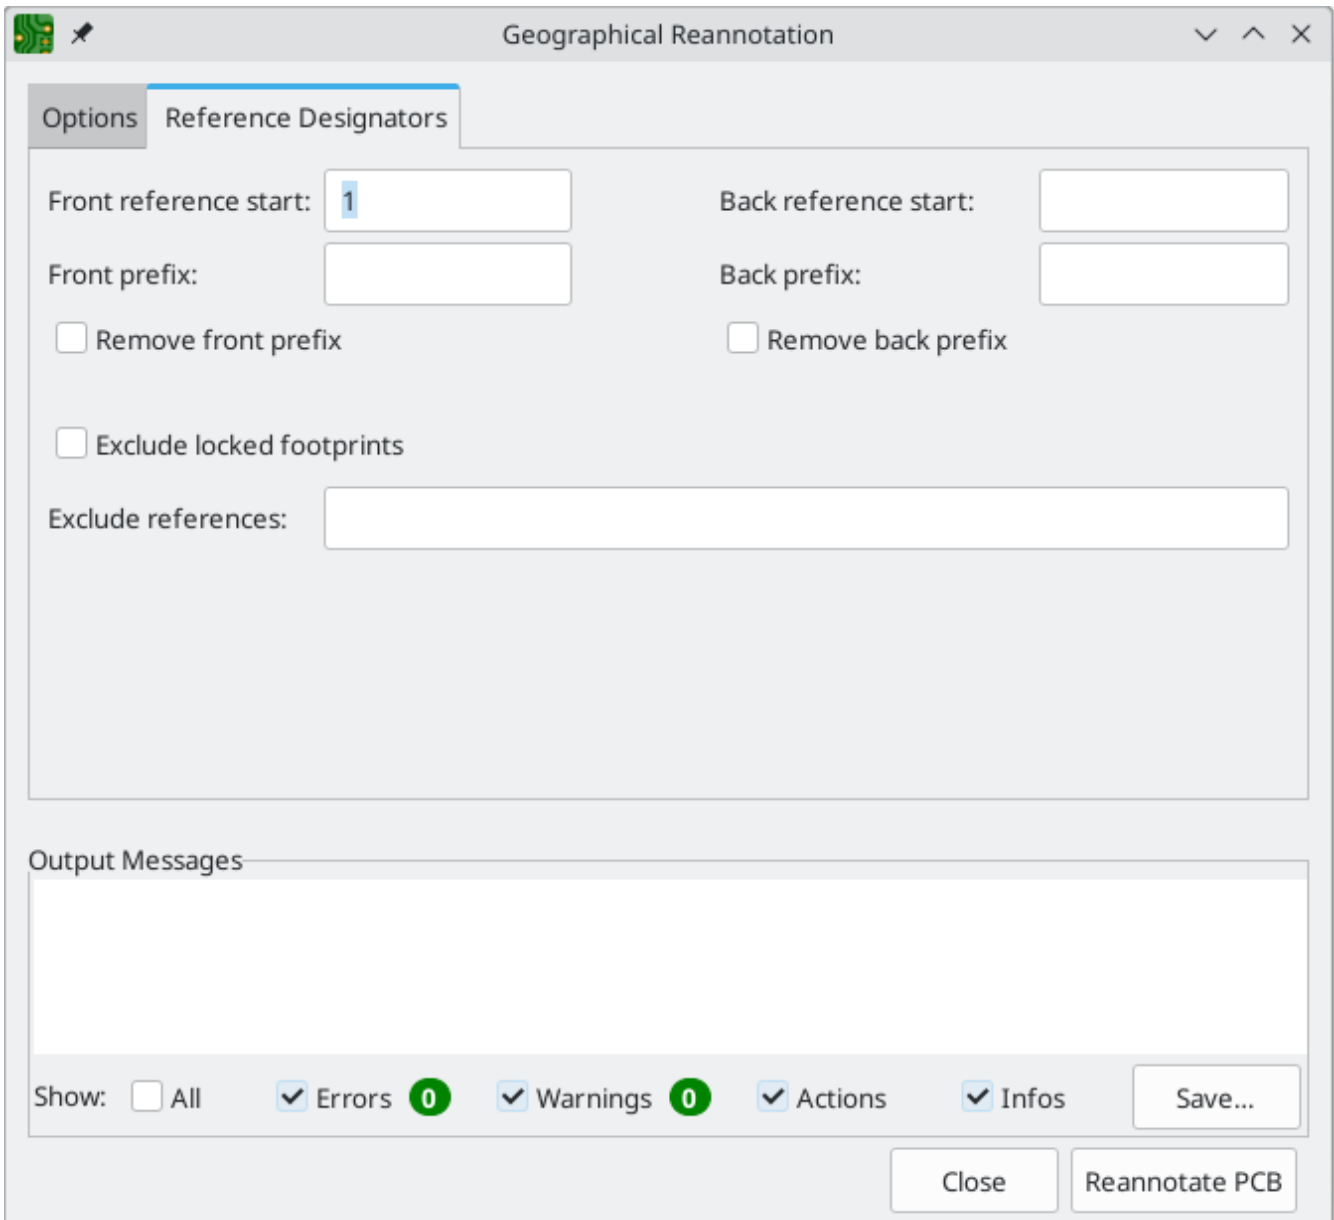 Geographical Reannotation
Options Reference Designators
Front reference start: 1 Back reference start:
Front prefix: Back prefix:
Remove front prefix Remove back prefix
Exclude locked footprints
Exclude references:
Output Messages
Show: All Errors 0 Warnings 0 Actions Infos Save...
Close Reannotate PCB